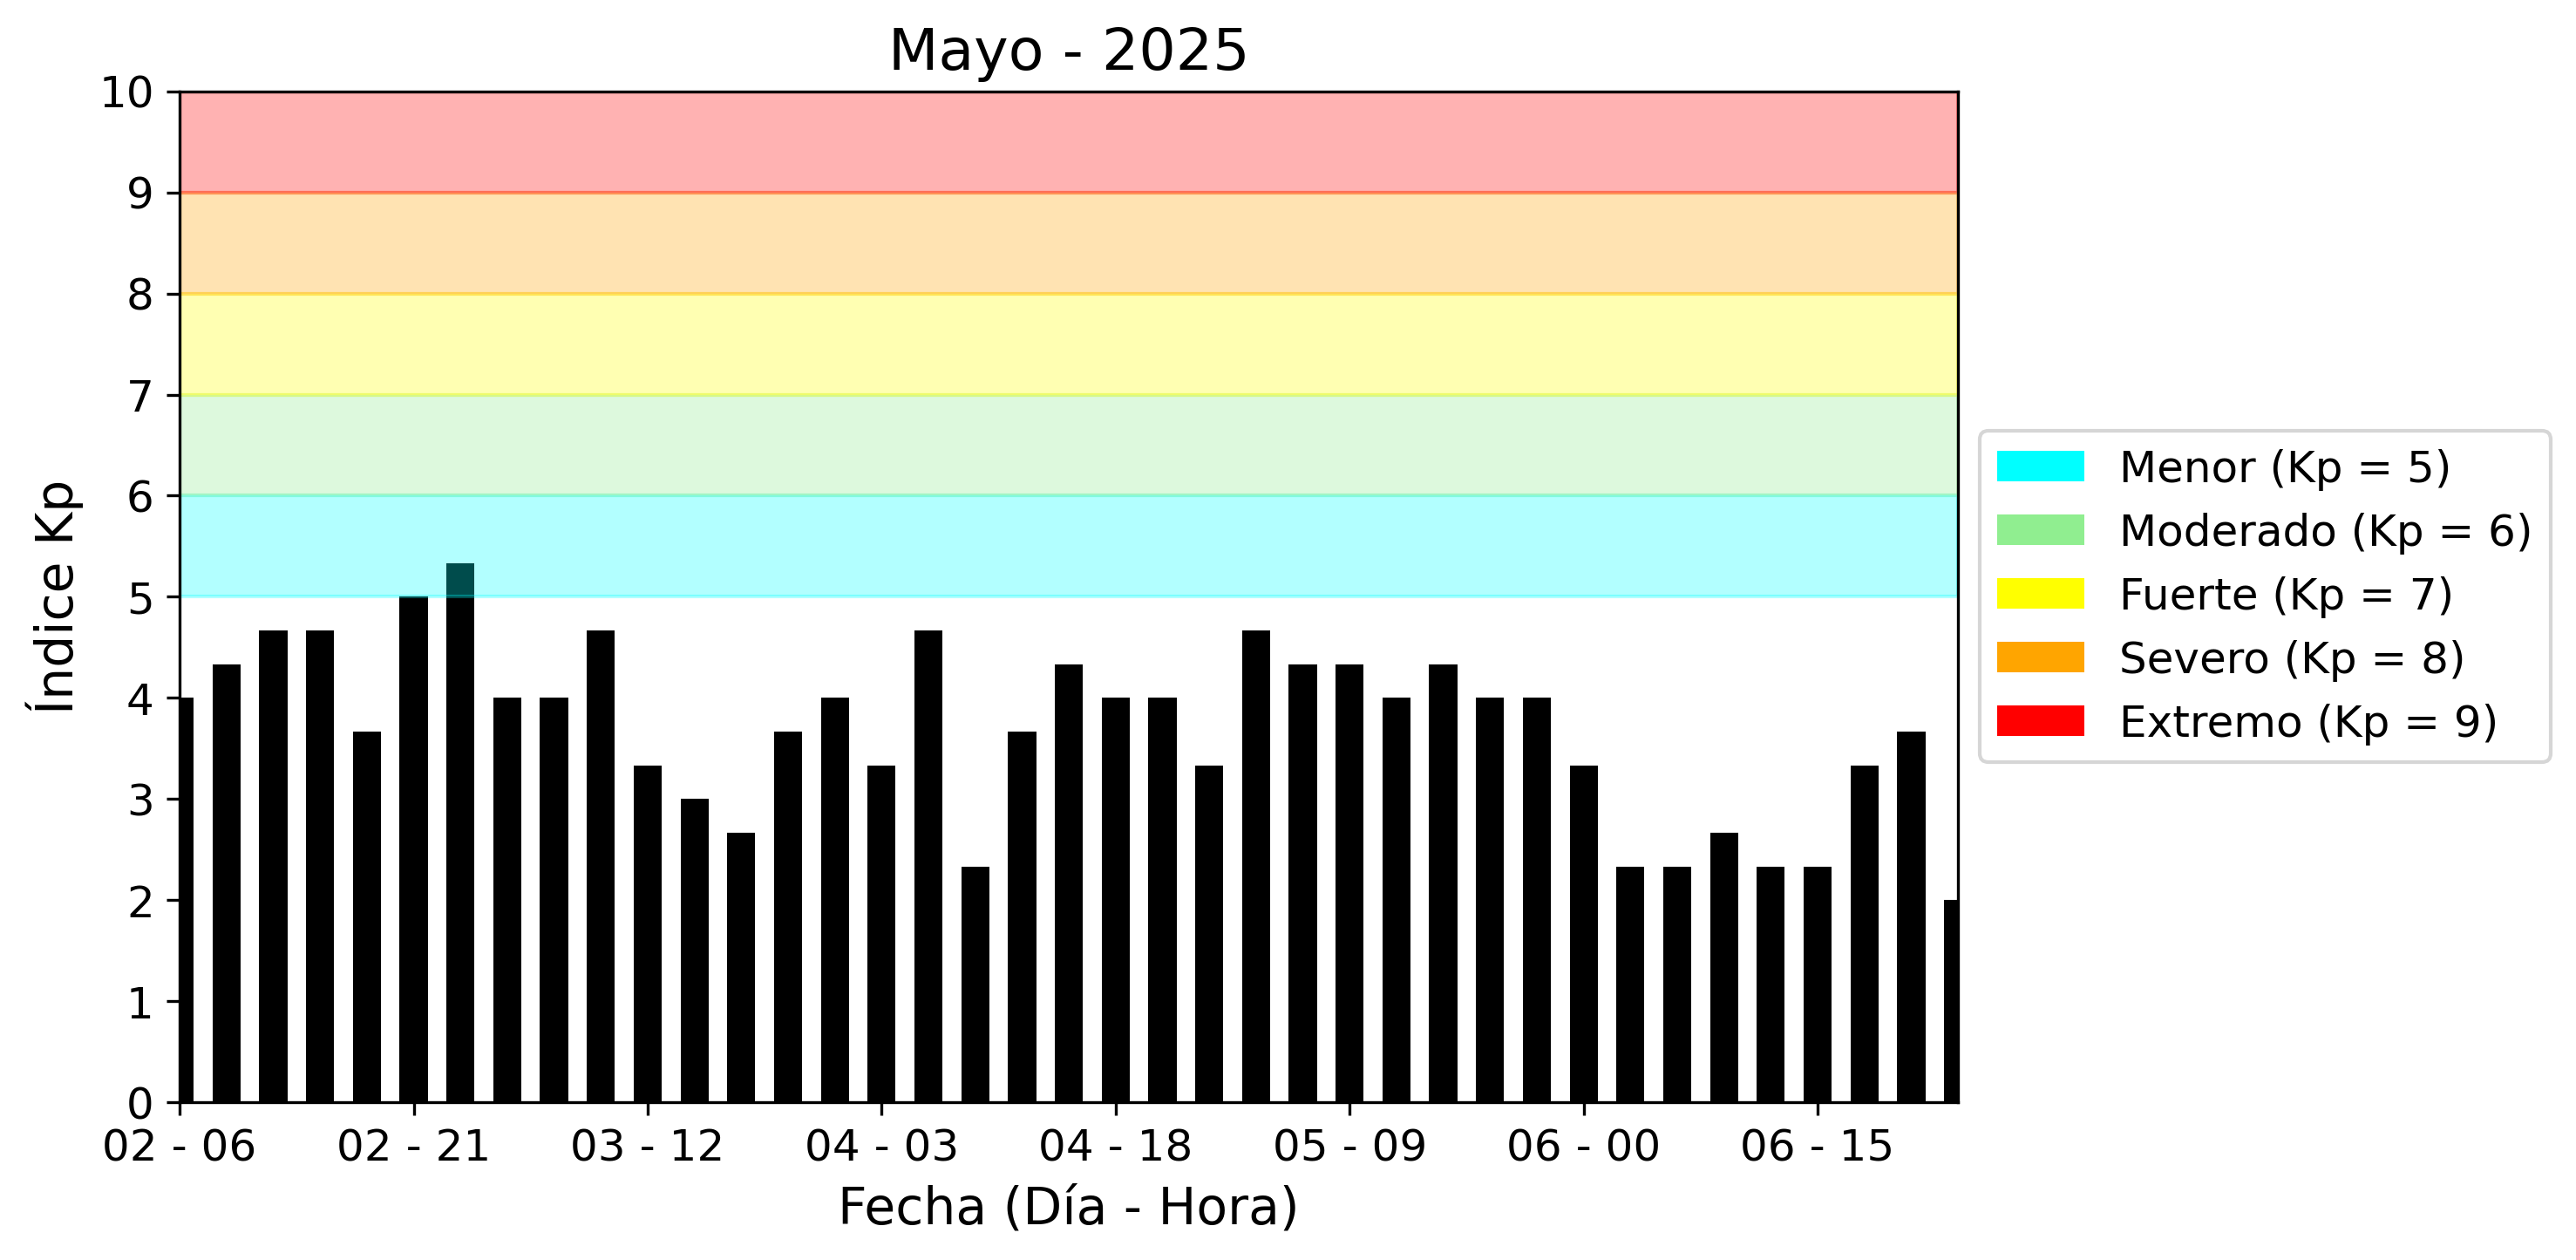 Mayo - 2025
10
9
8
7
6
5
4
3
2
1
0
Índice Kp
02 - 06
02 - 21
03 - 12
04 - 03
04 - 18
05 - 09
06 - 00
06 - 15
Fecha (Día - Hora)
Menor (Kp = 5)
Moderado (Kp = 6)
Fuerte (Kp = 7)
Severo (Kp = 8)
Extremo (Kp = 9)